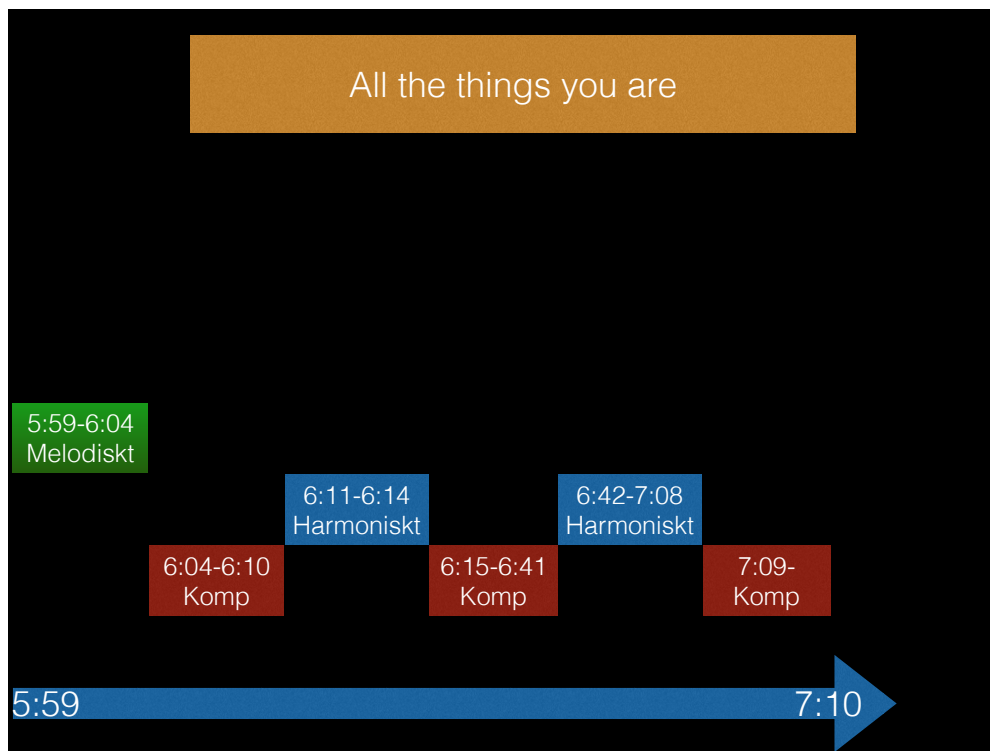 All the things you are
5:59-6:04
Melodiskt
6:11-6:14
Harmoniskt
6:42-7:08
Harmoniskt
6:04-6:10
Komp
6:15-6:41
Komp
7:09-
Komp
5:59
7:10